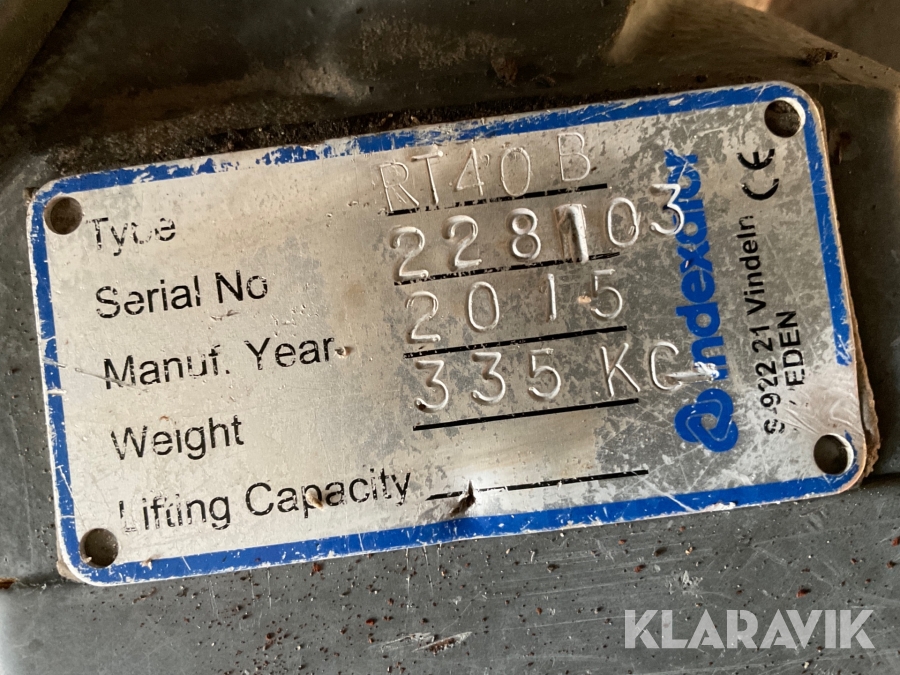 Type RT40 B
Serial No 228103
Manuf. Year 2015
Weight 335 KG
Lifting Capacity
indexator
S-922 21 Vindeln CE
SWEDEN
KLARAVIK